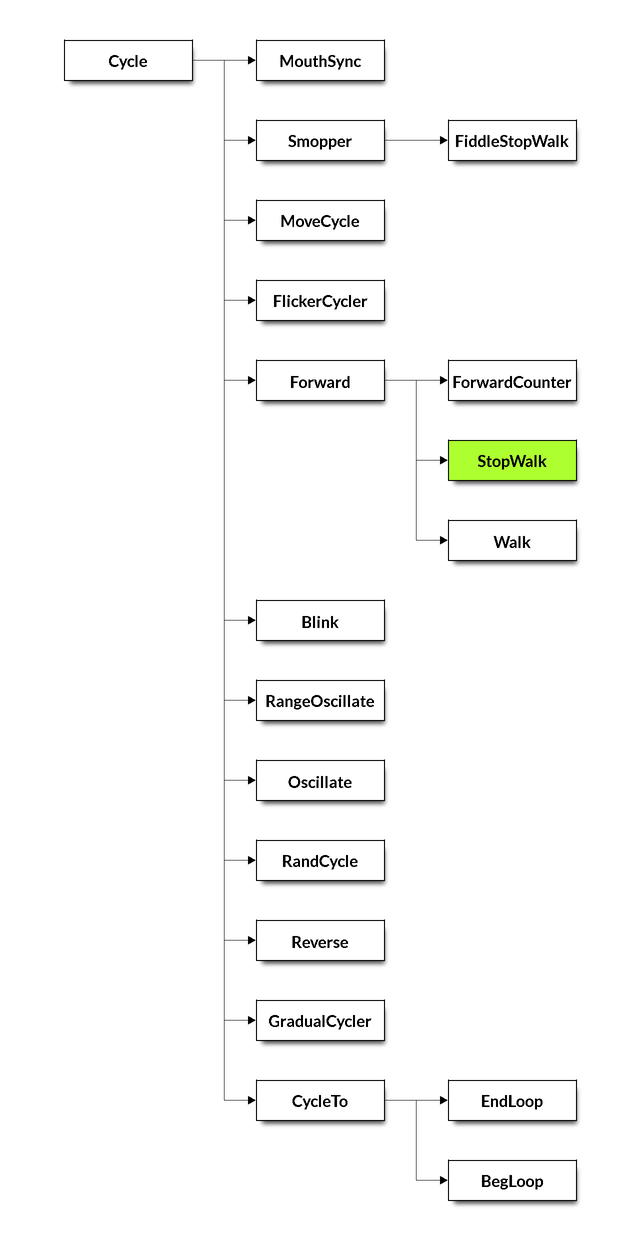 Cycle
MouthSync
Smopper
FiddleStopWalk
MoveCycle
FlickerCycler
Forward
ForwardCounter
StopWalk
Walk
Blink
RangeOscillate
Oscillate
RandCycle
Reverse
GradualCycler
CycleTo
EndLoop
BegLoop